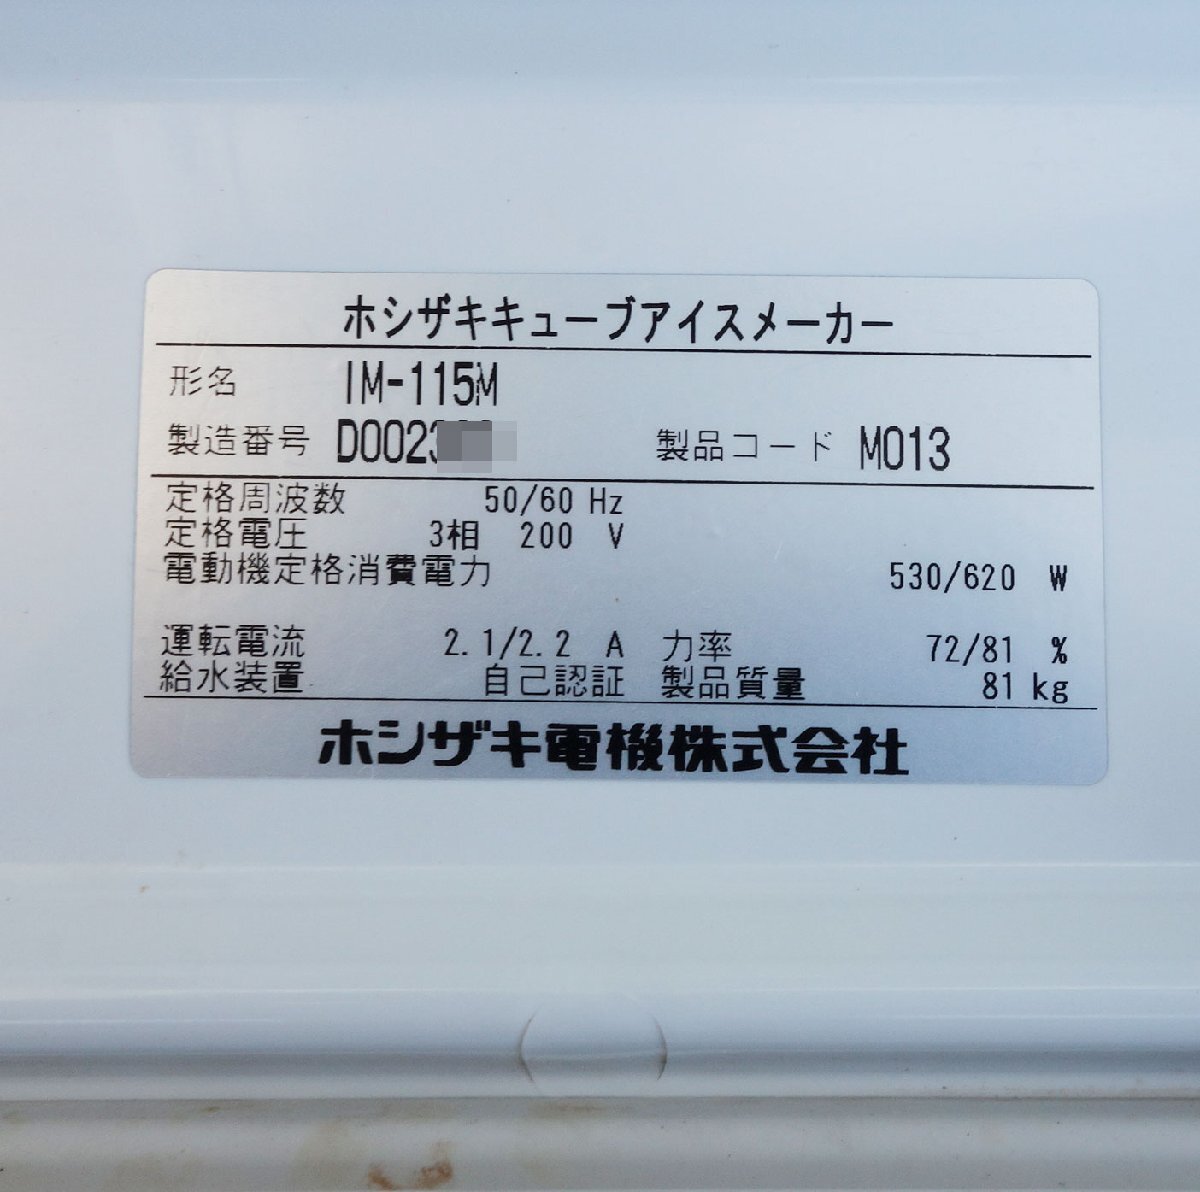 ホシザキキューブアイスメーカー
形名 IM-115M
製造番号 D002 製品コード M013
定格周波数 50/60 Hz
定格電圧 3相 200 V
電動機定格消費電力 530/620 W
運転電流 2.1/2.2 A 力率 72/81 %
給水装置 自己認証 製品質量 81 kg
ホシザキ電機株式会社